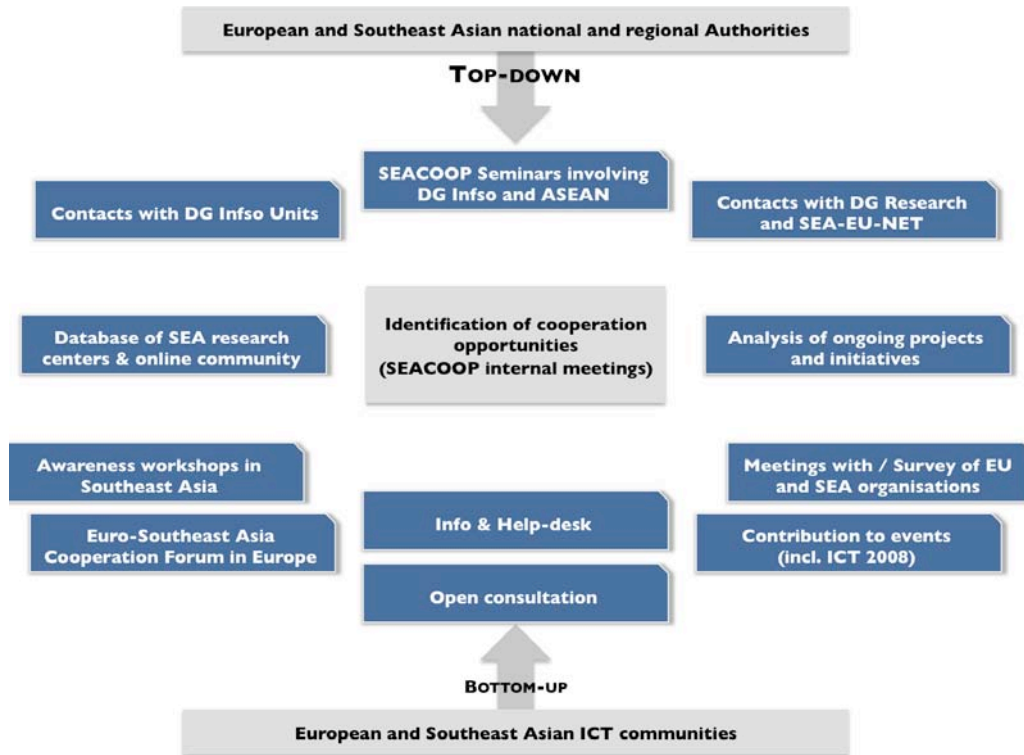 European and Southeast Asian national and regional Authorities
TOP-DOWN
SEACOOP Seminars involving
DG Infso and ASEAN
Contacts with DG Infso Units
Contacts with DG Research
and SEA-EU-NET
Database of SEA research
centers & online community
Identification of cooperation
opportunities
(SEACOOP internal meetings)
Analysis of ongoing projects
and initiatives
Awareness workshops in
Southeast Asia
Meetings with / Survey of EU
and SEA organisations
Euro-Southeast Asia
Cooperation Forum in Europe
Info & Help-desk
Contribution to events
(incl. ICT 2008)
Open consultation
BOTTOM-UP
European and Southeast Asian ICT communities